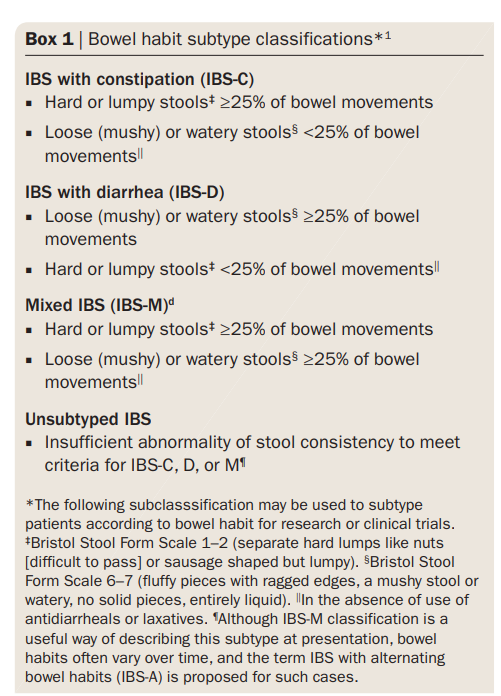 Box 1 | Bowel habit subtype classifications*¹
IBS with constipation (IBS-C)
▪ Hard or lumpy stools‡ ≥25% of bowel movements
▪ Loose (mushy) or watery stools§ <25% of bowel
movements||
IBS with diarrhea (IBS-D)
▪ Loose (mushy) or watery stools§ ≥25% of bowel
movements
▪ Hard or lumpy stools‡ <25% of bowel movements||
Mixed IBS (IBS-M)ᵈ
▪ Hard or lumpy stools‡ ≥25% of bowel movements
▪ Loose (mushy) or watery stools§ ≥25% of bowel
movements||
Unsubtyped IBS
▪ Insufficient abnormality of stool consistency to meet
criteria for IBS-C, D, or M¶
*The following subclasssification may be used to subtype
patients according to bowel habit for research or clinical trials.
‡Bristol Stool Form Scale 1–2 (separate hard lumps like nuts
[difficult to pass] or sausage shaped but lumpy). §Bristol Stool
Form Scale 6–7 (fluffy pieces with ragged edges, a mushy stool or
watery, no solid pieces, entirely liquid). ||In the absence of use of
antidiarrheals or laxatives. ¶Although IBS-M classification is a
useful way of describing this subtype at presentation, bowel
habits often vary over time, and the term IBS with alternating
bowel habits (IBS-A) is proposed for such cases.